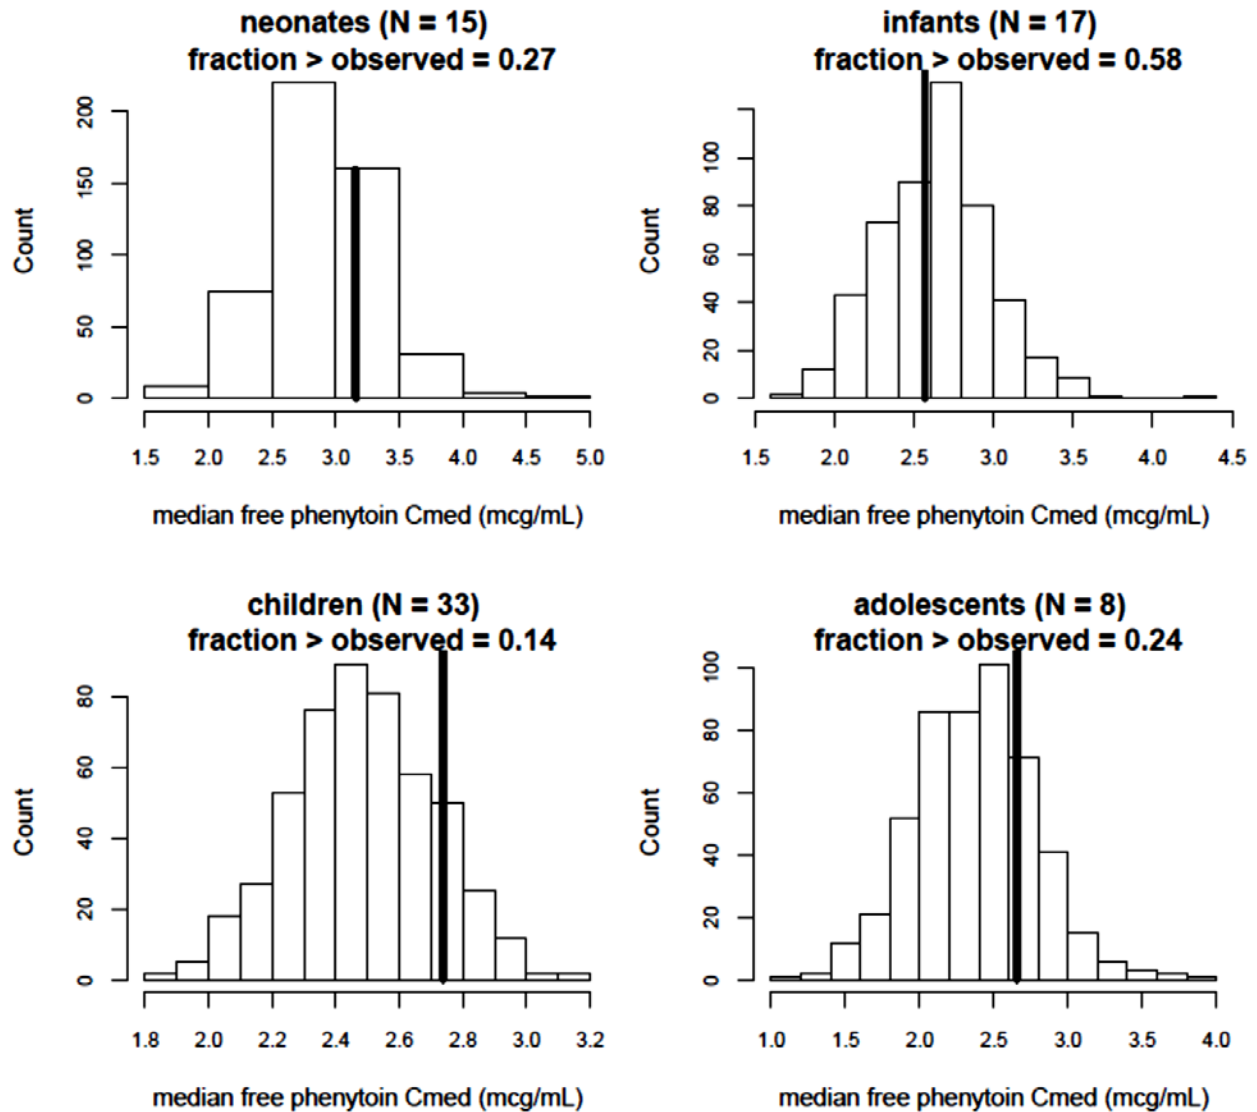 neonates (N = 15)
fraction > observed = 0.27
Count
200
150
100
50
0
1.5 2.0 2.5 3.0 3.5 4.0 4.5 5.0
median free phenytoin Cmed (mcg/mL)
infants (N = 17)
fraction > observed = 0.58
Count
100
80
60
40
20
0
1.5 2.0 2.5 3.0 3.5 4.0 4.5
median free phenytoin Cmed (mcg/mL)
children (N = 33)
fraction > observed = 0.14
Count
80
60
40
20
0
1.8 2.0 2.2 2.4 2.6 2.8 3.0 3.2
median free phenytoin Cmed (mcg/mL)
adolescents (N = 8)
fraction > observed = 0.24
Count
100
80
60
40
20
0
1.0 1.5 2.0 2.5 3.0 3.5 4.0
median free phenytoin Cmed (mcg/mL)